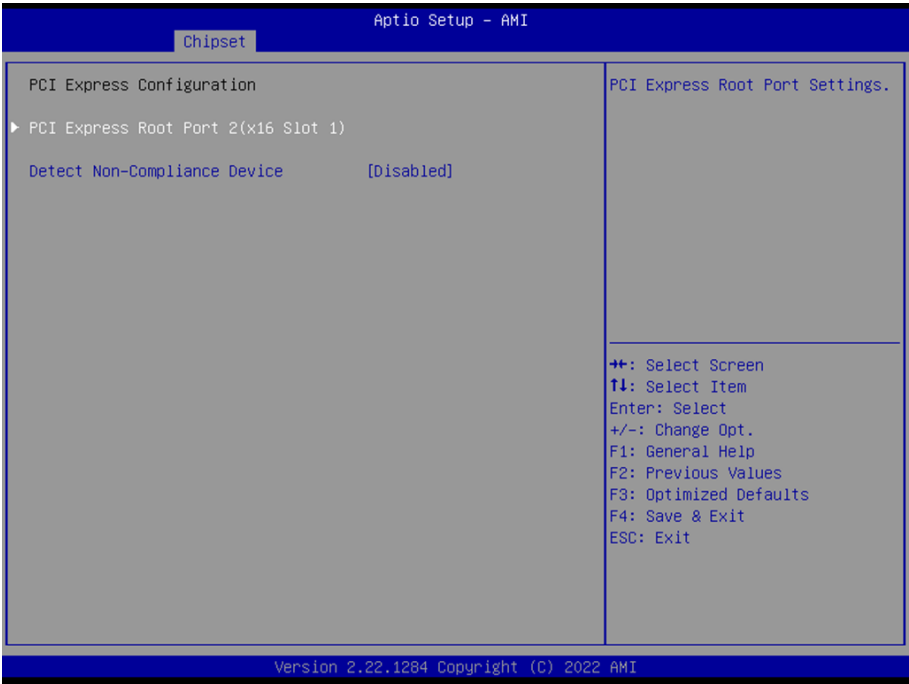 Aptio Setup – AMI
Chipset
PCI Express Configuration
PCI Express Root Port 2(x16 Slot 1)
Detect Non-Compliance Device [Disabled]
PCI Express Root Port Settings.
→←: Select Screen
↑↓: Select Item
Enter: Select
+/-: Change Opt.
F1: General Help
F2: Previous Values
F3: Optimized Defaults
F4: Save & Exit
ESC: Exit
Version 2.22.1284 Copyright (C) 2022 AMI